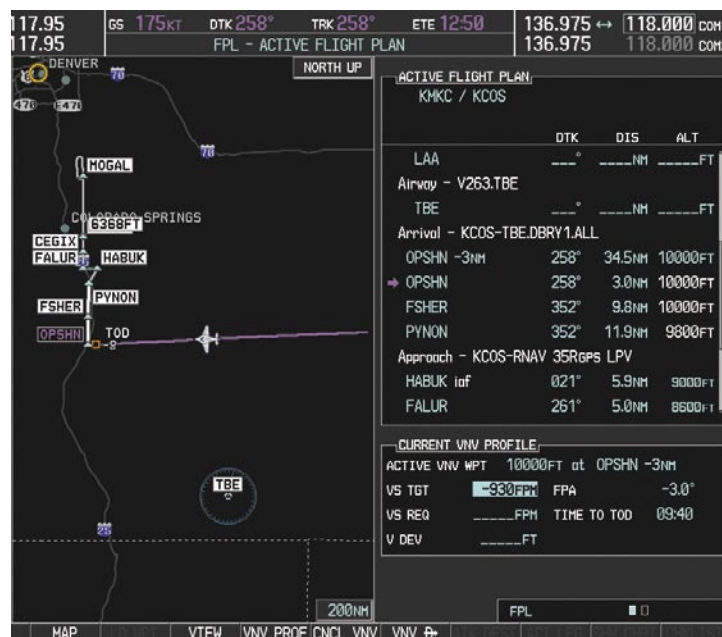 117.95 GS 175KT DTK 258° TRK 258° ETE 12:50 136.975 ↔ 118.000 COM
117.95 FPL – ACTIVE FLIGHT PLAN 136.975 118.000 COM
NORTH UP
DENVER
70
470
E470
70
MOGAL
COLORADO SPRINGS
6368FT
CEGIX
FALUR
HABUK
PYNON
FSHER
OPSHN
TOD
TBE
25
200NM
ACTIVE FLIGHT PLAN
KMKC / KCOS
DTK DIS ALT
LAA ___° ____NM _____FT
Airway – V263.TBE
TBE ___° ____NM _____FT
Arrival – KCOS-TBE.DBRY1.ALL
OPSHN -3NM 258° 34.5NM 10000FT
OPSHN 258° 3.0NM 10000FT
FSHER 352° 9.8NM 10000FT
PYNON 352° 11.9NM 9800FT
Approach – KCOS-RNAV 35RGPS LPV
HABUK iaf 021° 5.9NM 9000FT
FALUR 261° 5.0NM 8600FT
CURRENT VNV PROFILE
ACTIVE VNV WPT 10000FT at OPSHN -3NM
VS TGT -930FPM FPA -3.0°
VS REQ _____FPM TIME TO TOD 09:40
V DEV _____FT
FPL
MAP VIEW VNV PROF CNCL VNV VNV D→